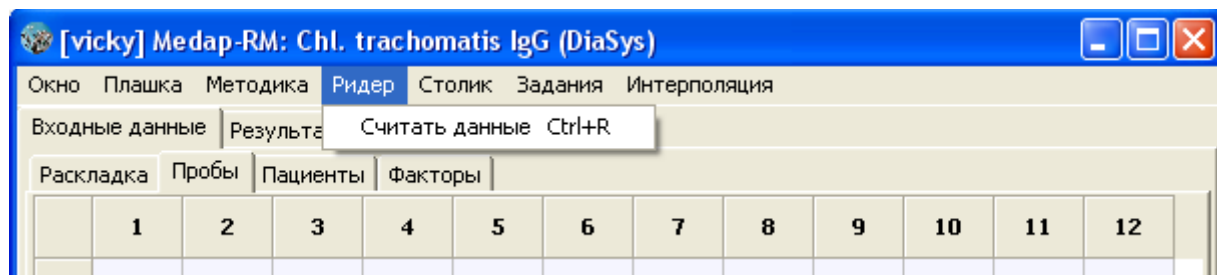 [vicky] Medap-RM: Chl. trachomatis IgG (DiaSys)
Окно Плашка Методика Ридер Столик Задания Интерполяция
Входные данные Считать данные Ctrl+R
Раскладка Пробы Пациенты Факторы
1 2 3 4 5 6 7 8 9 10 11 12